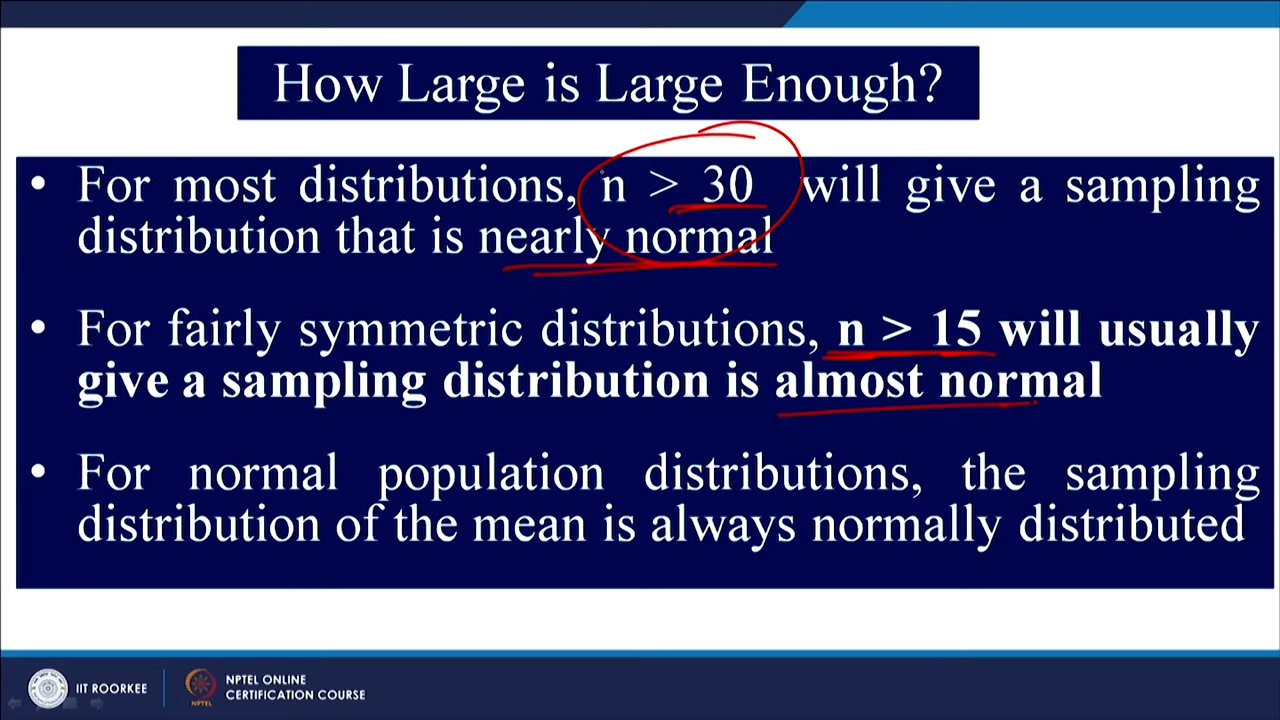 How Large is Large Enough?
• For most distributions, n > 30 will give a sampling
distribution that is nearly normal
• For fairly symmetric distributions, n > 15 will usually
give a sampling distribution is almost normal
• For normal population distributions, the sampling
distribution of the mean is always normally distributed
IIT ROORKEE
NPTEL ONLINE
CERTIFICATION COURSE
NPTEL